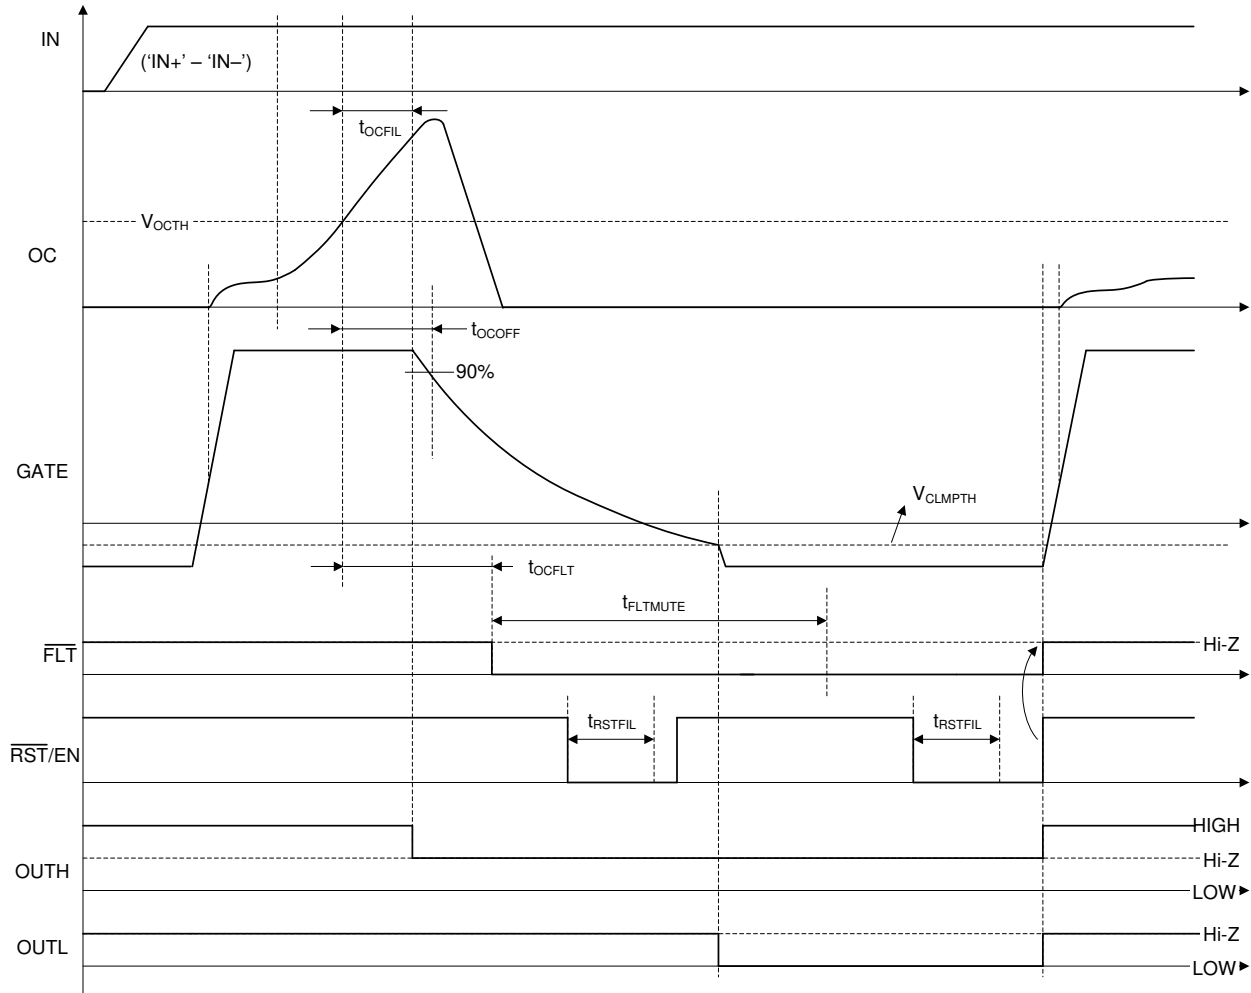 IN
('IN+' – 'IN–')
tOCFIL
VOCTH
OC
tOCOFF
90%
GATE
VCLMPTH
tOCFLT
tFLTMUTE
FLT
Hi-Z
tRSTFIL
tRSTFIL
RST/EN
HIGH
OUTH
Hi-Z
LOW
OUTL
Hi-Z
LOW